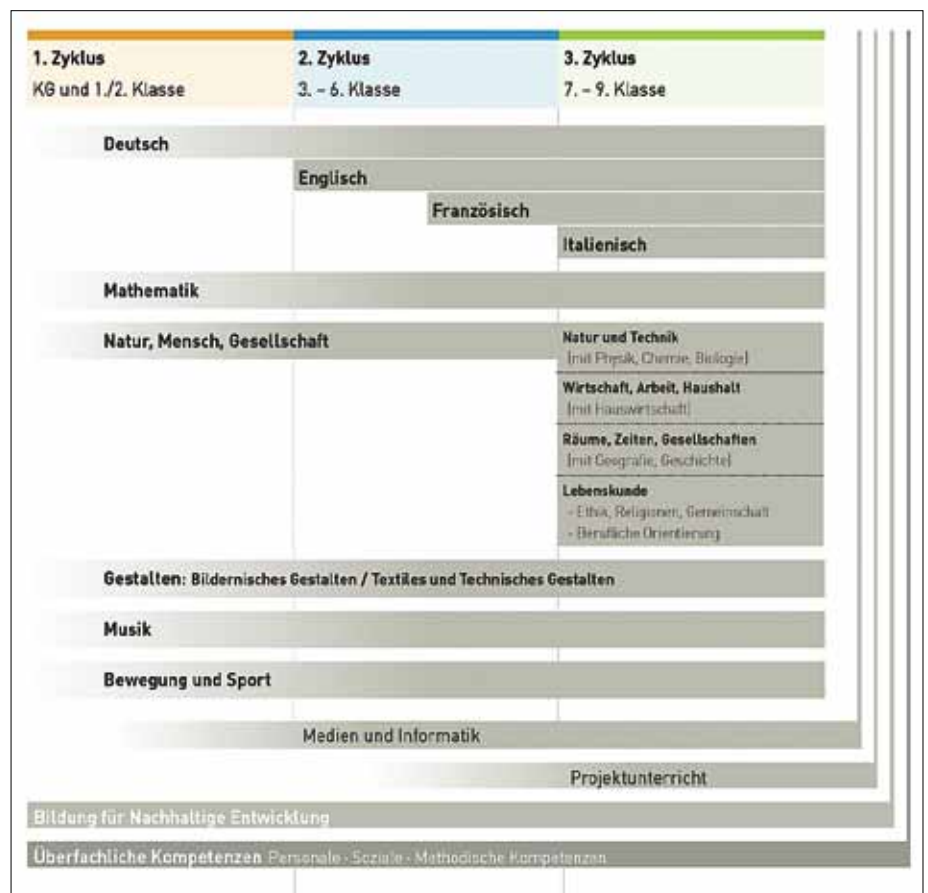 1. Zyklus
KG und 1./2. Klasse
2. Zyklus
3. – 6. Klasse
3. Zyklus
7. – 9. Klasse
Deutsch
Englisch
Französisch
Italienisch
Mathematik
Natur, Mensch, Gesellschaft
Natur und Technik
(mit Physik, Chemie, Biologie)
Wirtschaft, Arbeit, Haushalt
(mit Hauswirtschaft)
Räume, Zeiten, Gesellschaften
(mit Geografie, Geschichte)
Lebenskunde
- Ethik, Religionen, Gemeinschaft
- Berufliche Orientierung
Gestalten: Bildernisches Gestalten / Textiles und Technisches Gestalten
Musik
Bewegung und Sport
Medien und Informatik
Projektunterricht
Bildung für Nachhaltige Entwicklung
Überfachliche Kompetenzen Personale - Soziale - Methodische Kompetenzen